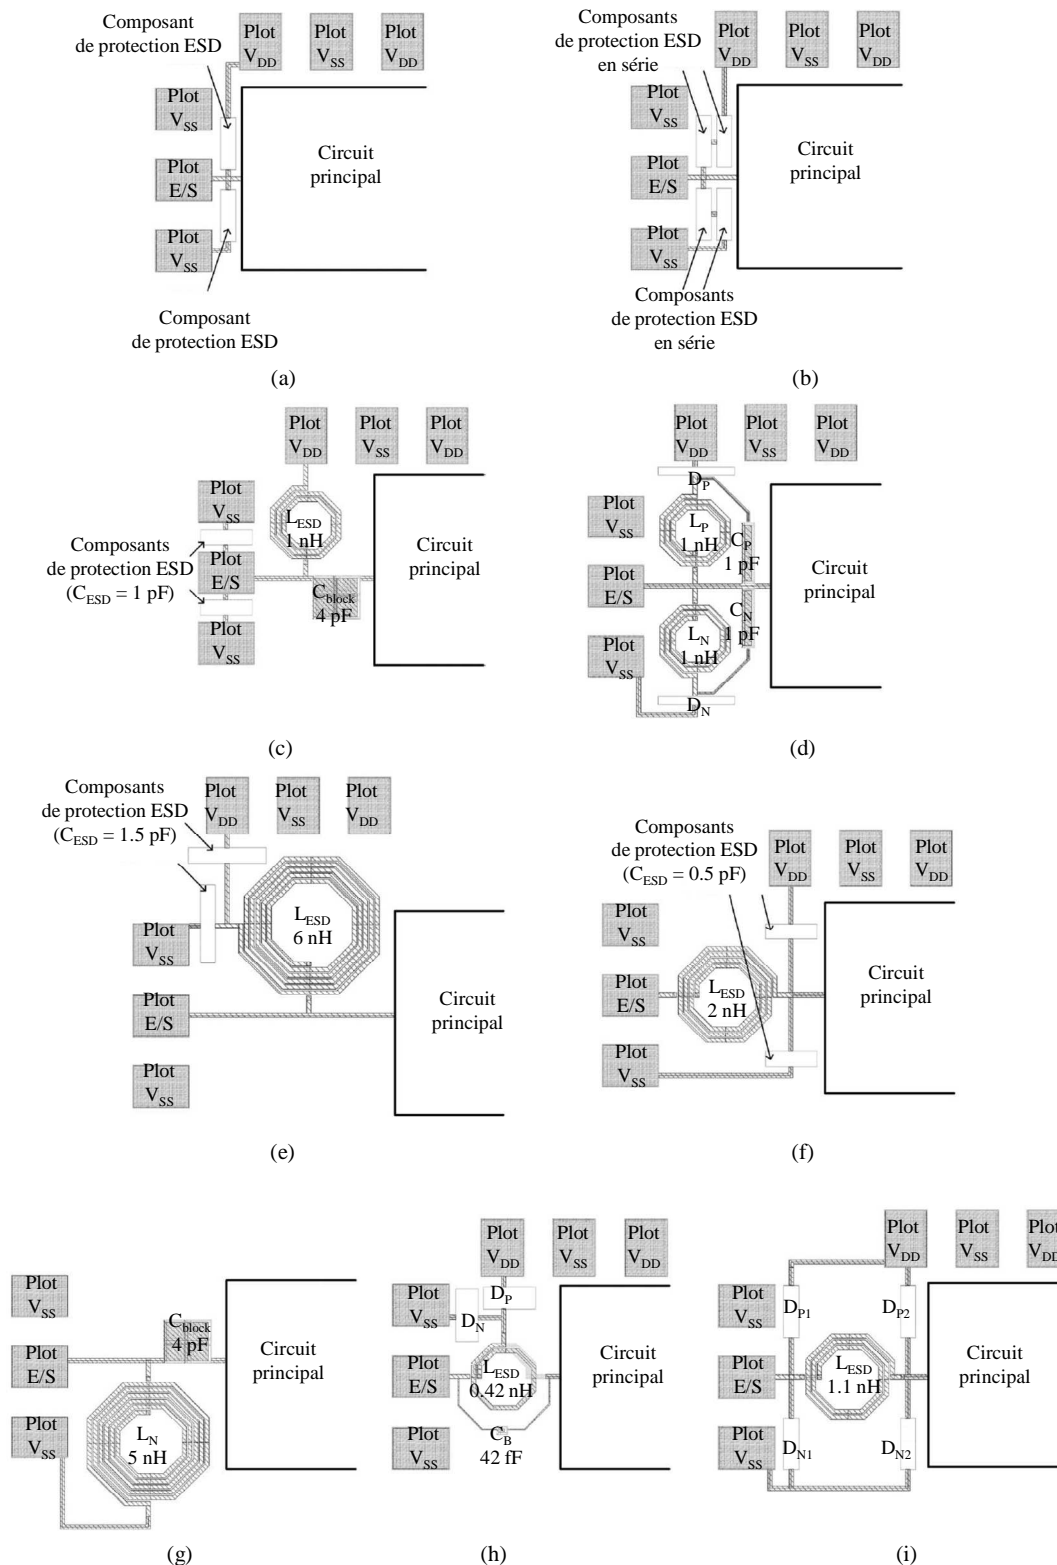 Composant
de protection ESD
Plot
VDD
Plot
VSS
Plot
VDD
Plot
VSS
Plot
E/S
Plot
VSS
Circuit
principal
Composant
de protection ESD
(a)
Composants
de protection ESD
en série
Plot
VDD
Plot
VSS
Plot
VDD
Plot
VSS
Plot
E/S
Plot
VSS
Circuit
principal
Composants
de protection ESD
en série
(b)
Plot
VDD
Plot
VSS
Plot
VDD
Plot
VSS
Composants
de protection ESD
(CESD = 1 pF)
Plot
E/S
Plot
VSS
LESD
1 nH
Cblock
4 pF
Circuit
principal
(c)
Plot
VDD
Plot
VSS
Plot
VDD
DP
Plot
VSS
LP
1 nH
CP
1 pF
Plot
E/S
CN
1 pF
LN
1 nH
Plot
VSS
DN
Circuit
principal
(d)
Composants
de protection ESD
(CESD = 1.5 pF)
Plot
VDD
Plot
VSS
Plot
VDD
LESD
6 nH
Plot
VSS
Plot
E/S
Plot
VSS
Circuit
principal
(e)
Composants
de protection ESD
(CESD = 0.5 pF)
Plot
VDD
Plot
VSS
Plot
VDD
Plot
VSS
Plot
E/S
Plot
VSS
LESD
2 nH
Circuit
principal
(f)
Plot
VSS
Plot
E/S
Plot
VSS
Cblock
4 pF
LN
5 nH
Circuit
principal
(g)
Plot
VDD
Plot
VSS
Plot
VDD
Plot
VSS
DP
DN
Plot
E/S
LESD
0.42 nH
Plot
VSS
CB
42 fF
Circuit
principal
(h)
Plot
VDD
Plot
VSS
Plot
VDD
Plot
VSS
DP1
DP2
Plot
E/S
LESD
1.1 nH
Plot
VSS
DN1
DN2
Circuit
principal
(i)